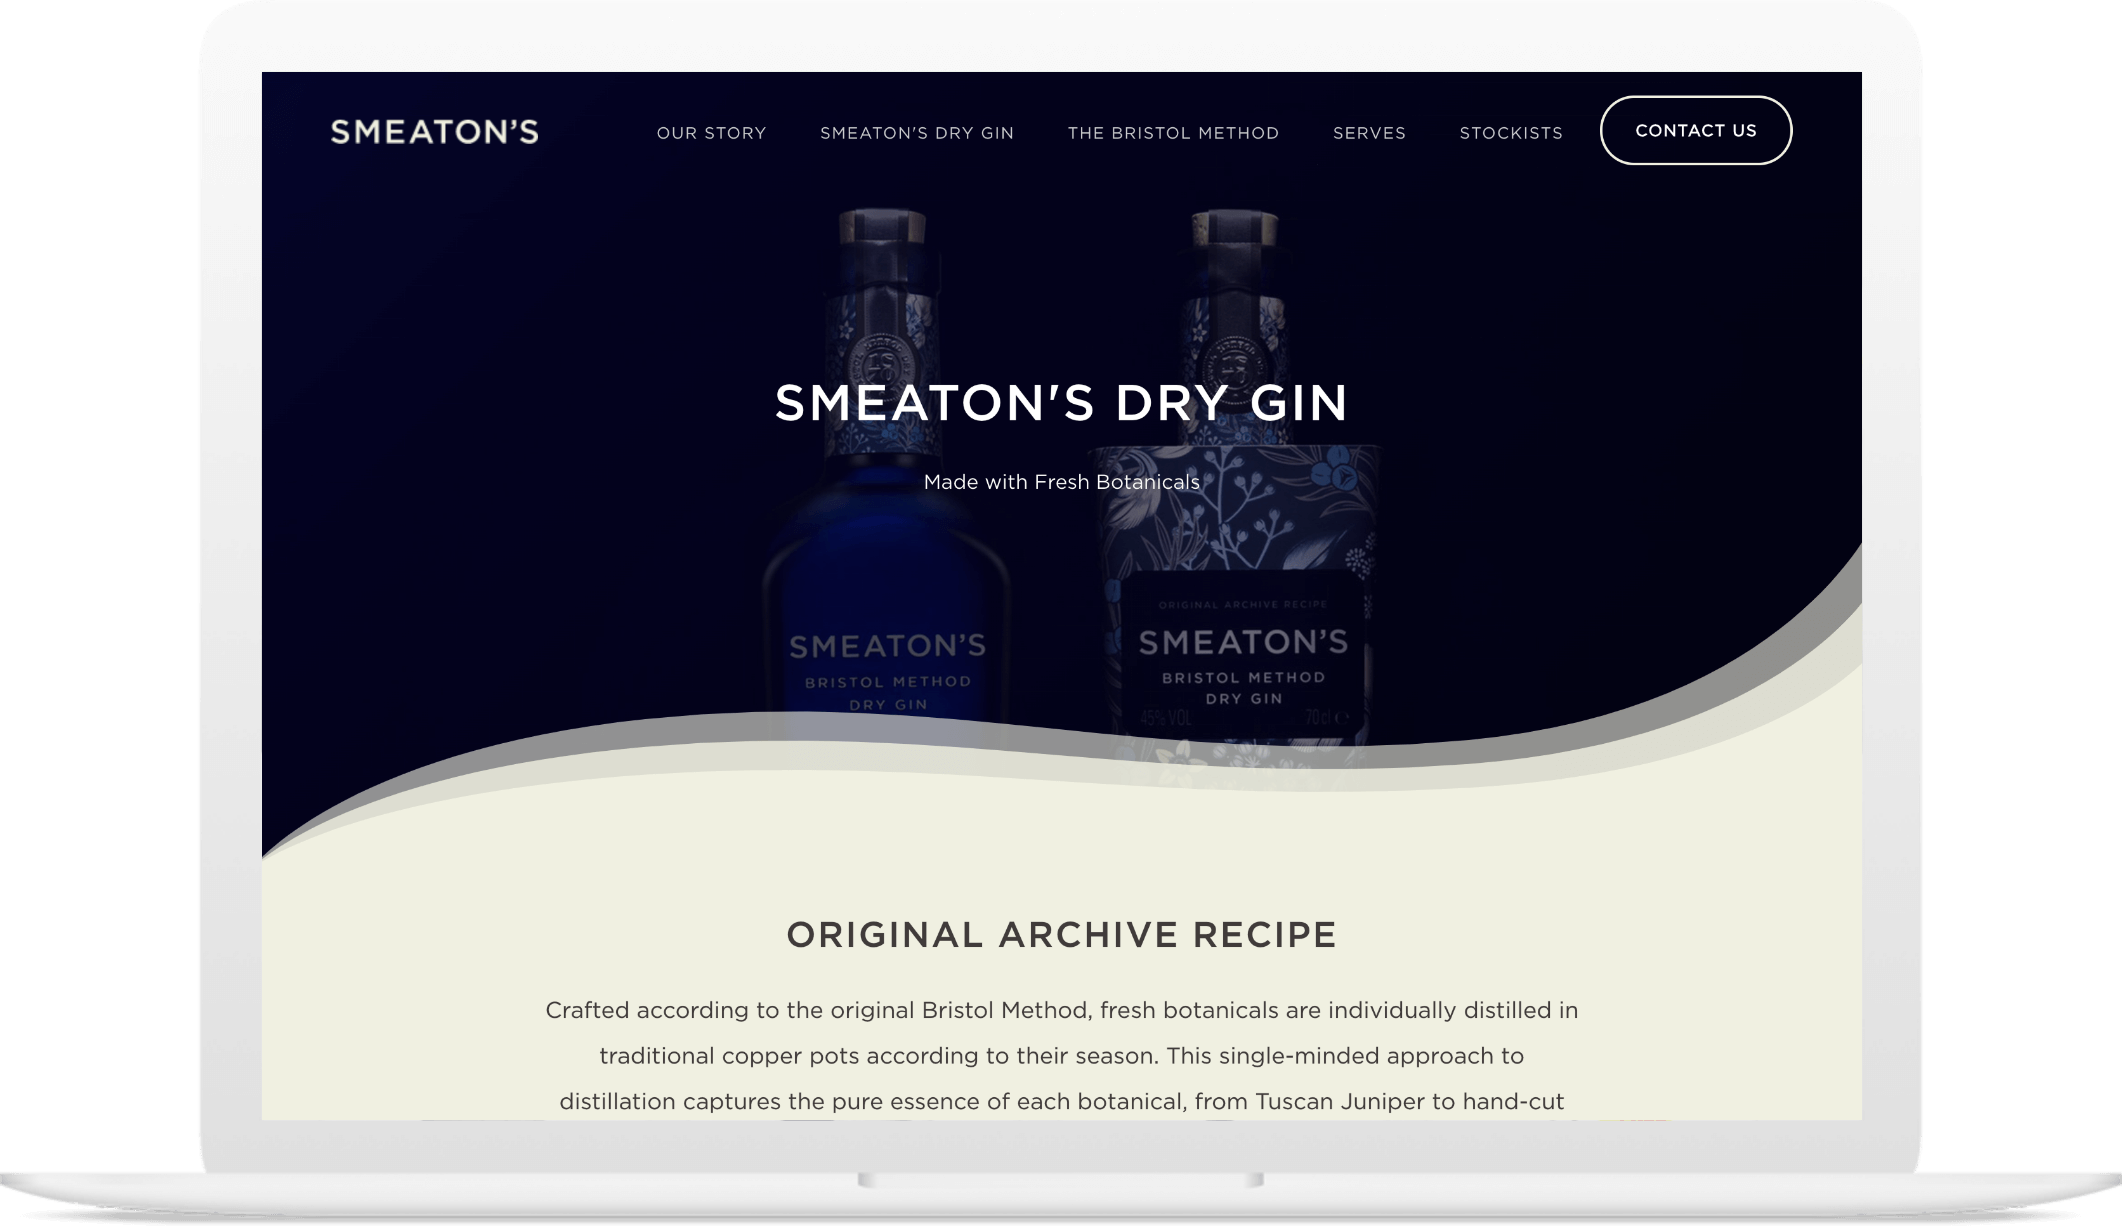 SMEATON'S
OUR STORY
SMEATON'S DRY GIN
THE BRISTOL METHOD
SERVES
STOCKISTS
CONTACT US
SMEATON'S DRY GIN
Made with Fresh Botanicals
SMEATON'S
BRISTOL METHOD
DRY GIN
ORIGINAL ARCHIVE RECIPE
SMEATON'S
BRISTOL METHOD
DRY GIN
45% VOL
70cl e
ORIGINAL ARCHIVE RECIPE
Crafted according to the original Bristol Method, fresh botanicals are individually distilled in
traditional copper pots according to their season. This single-minded approach to
distillation captures the pure essence of each botanical, from Tuscan Juniper to hand-cut